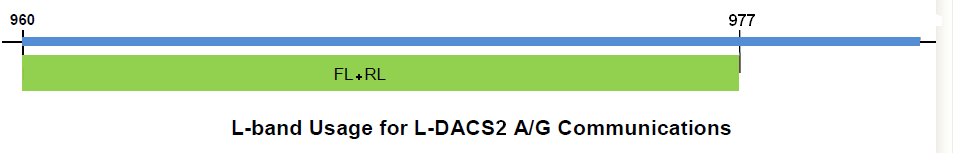 960 977
FL+RL
L-band Usage for L-DACS2 A/G Communications